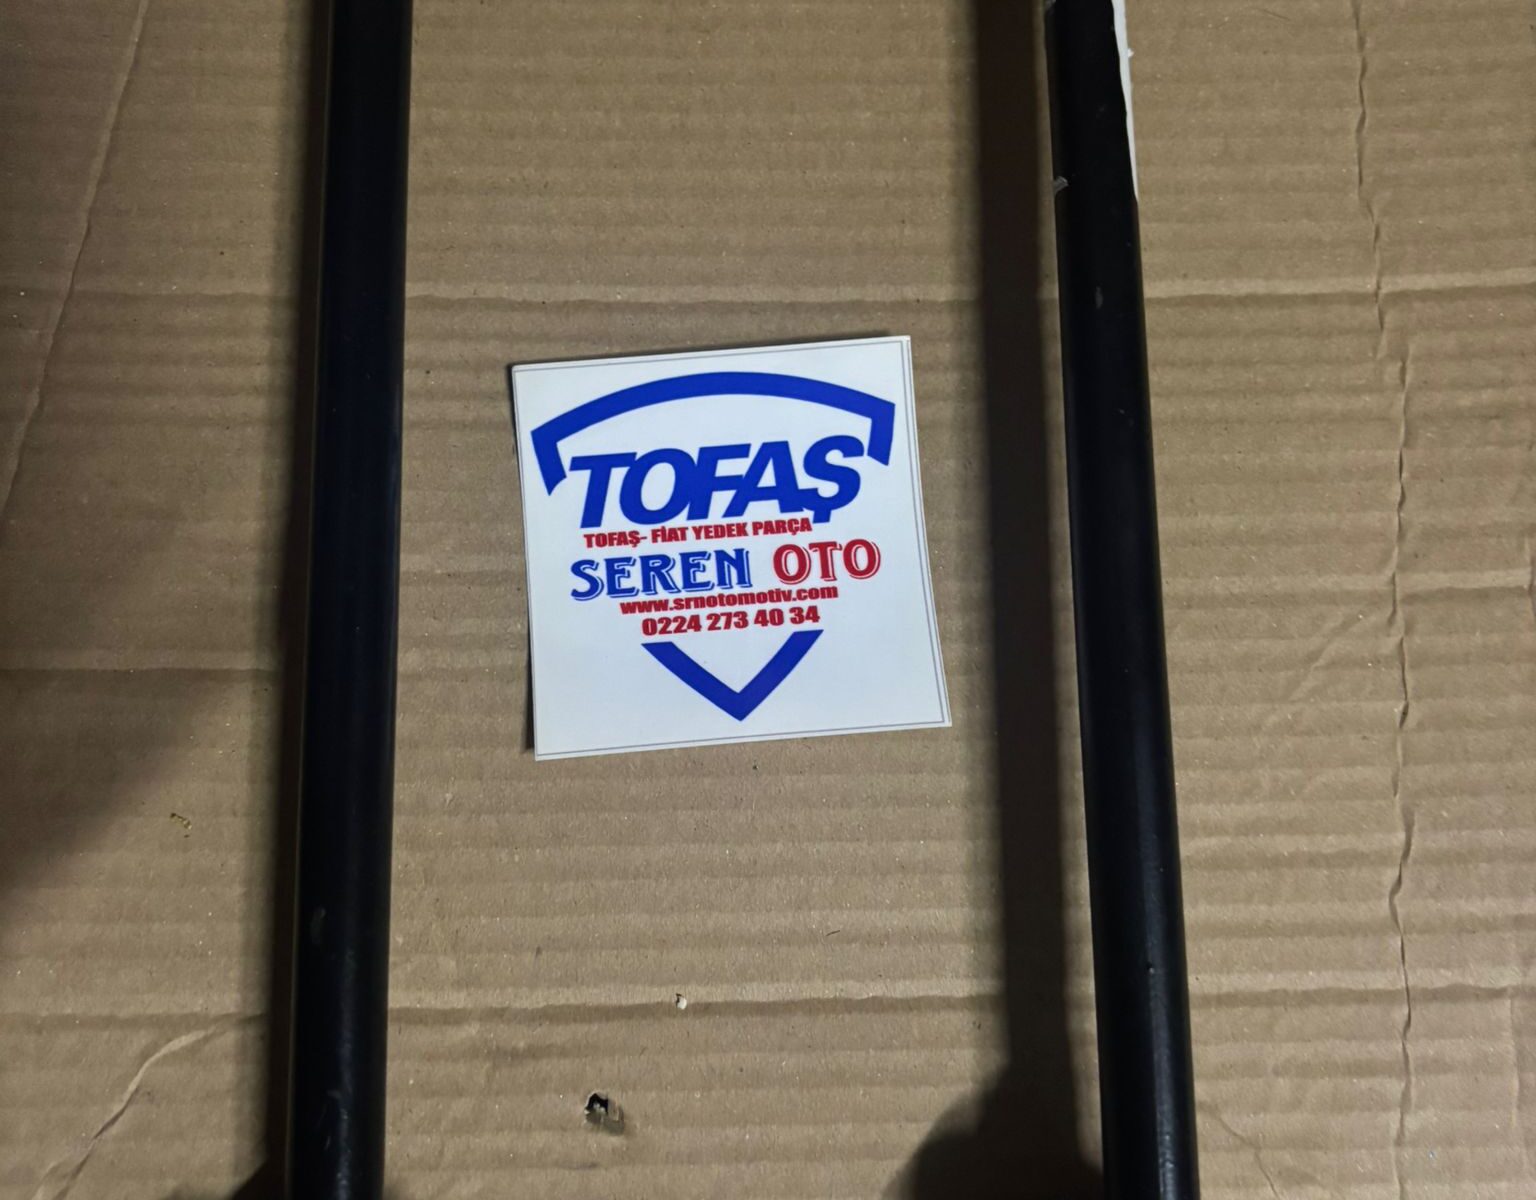 TOFAŞ
TOFAŞ- FİAT YEDEK PARÇA
SEREN OTO
www.srnotomotiv.com
0224 273 40 34